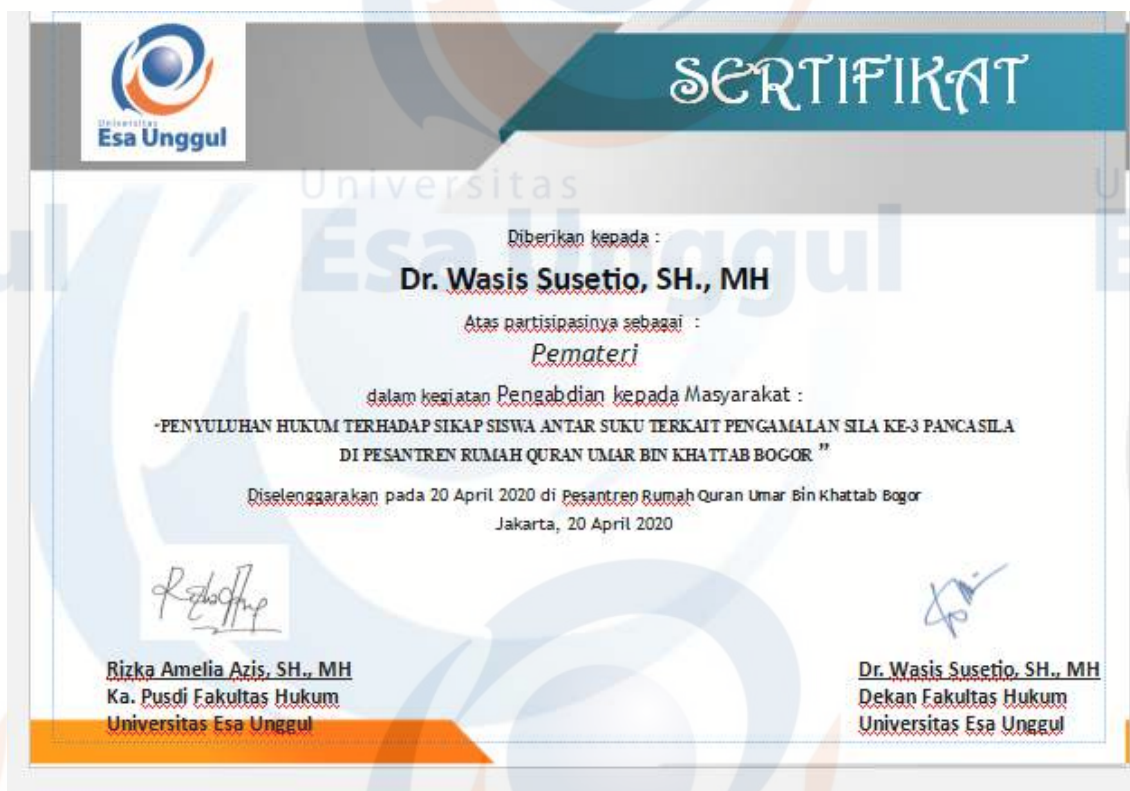 Universitas
Esa Unggul
SERTIFIKAT
Universitas
Esa Unggul
Diberikan kepada :
Dr. Wasis Susetio, SH., MH
Atas partisipasinya sebagai :
Pemateri
dalam kegiatan Pengabdian kepada Masyarakat :
"PENYULUHAN HUKUM TERHADAP SIKAP SISWA ANTAR SUKU TERKAIT PENGAMALAN SILA KE-3 PANCASILA
DI PESANTREN RUMAH QURAN UMAR BIN KHATTAB BOGOR ”
Diselenggarakan pada 20 April 2020 di Pesantren Rumah Quran Umar Bin Khattab Bogor
Jakarta, 20 April 2020
Rizka Amelia Azis, SH., MH
Ka. Pusdi Fakultas Hukum
Universitas Esa Unggul
Dr. Wasis Susetio, SH., MH
Dekan Fakultas Hukum
Universitas Esa Unggul